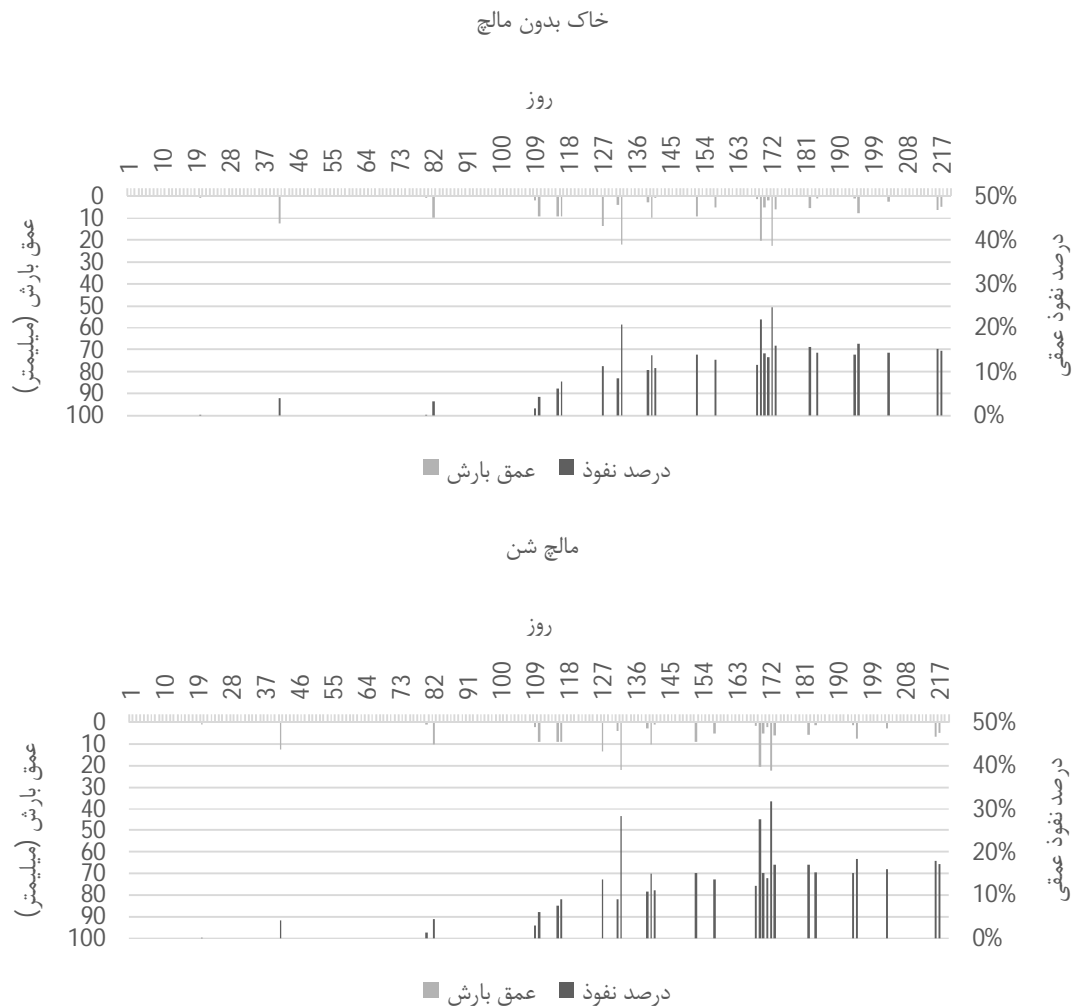 خاک بدون مالچ
روز
1 10 19 28 37 46 55 64 73 82 91 100 109 118 127 136 145 154 163 172 181 190 199 208 217
عمق بارش (میلیمتر)
0 10 20 30 40 50 60 70 80 90 100
50% 40% 30% 20% 10% 0%
درصد نفوذ عمقی
درصد نفوذ عمق بارش
مالچ شن
روز
1 10 19 28 37 46 55 64 73 82 91 100 109 118 127 136 145 154 163 172 181 190 199 208 217
عمق بارش (میلیمتر)
0 10 20 30 40 50 60 70 80 90 100
50% 40% 30% 20% 10% 0%
درصد نفوذ عمقی
درصد نفوذ عمق بارش